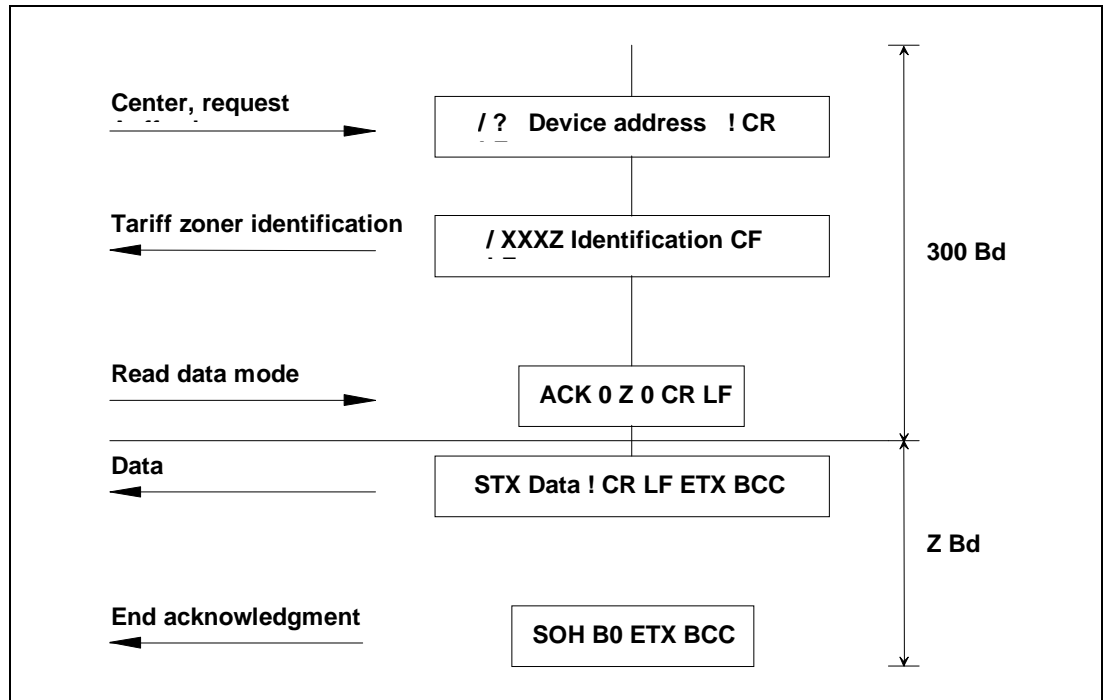 Center, request
/ ? Device address ! CR
Tariff zoner identification
/ XXXZ Identification CF
300 Bd
Read data mode
ACK 0 Z 0 CR LF
Data
STX Data ! CR LF ETX BCC
Z Bd
End acknowledgment
SOH B0 ETX BCC